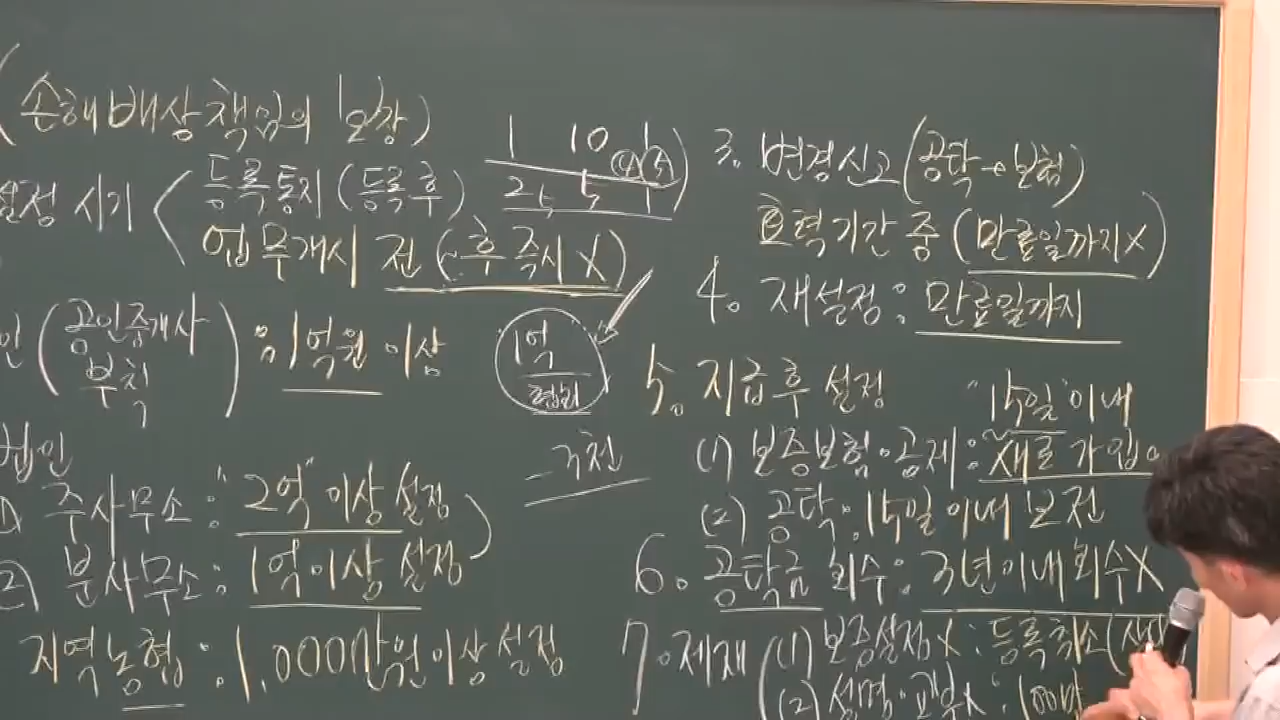 (손해배상책임의 보장)
설정 시기 < 등록통지 (등록 후)
업무개시 전 (후 즉시 X)
1 10 1
④ ⑤
2, 5
인 (공인중개사
부칙) : 1억원 이상
1억
협회
법인
① 주사무소 : "2억" 이상 설정
② 분사무소 : 1억 이상 설정
지역농협 : 1,000만원이상 설정
3. 변경신고 (공탁→보험)
효력기간 중 (만료일까지X)
4. 재설정 : 만료일까지
5. 지급 후 설정 "15일"이내
(1) 보증보험·공제 : 새로 가입
(2) 공탁 : 15일 이내 보전
6. 공탁금 회수 : 3년이내회수X
7. 제재 (1) 보증설정X : 등록취소(
(2) 설명·교부X : 100만